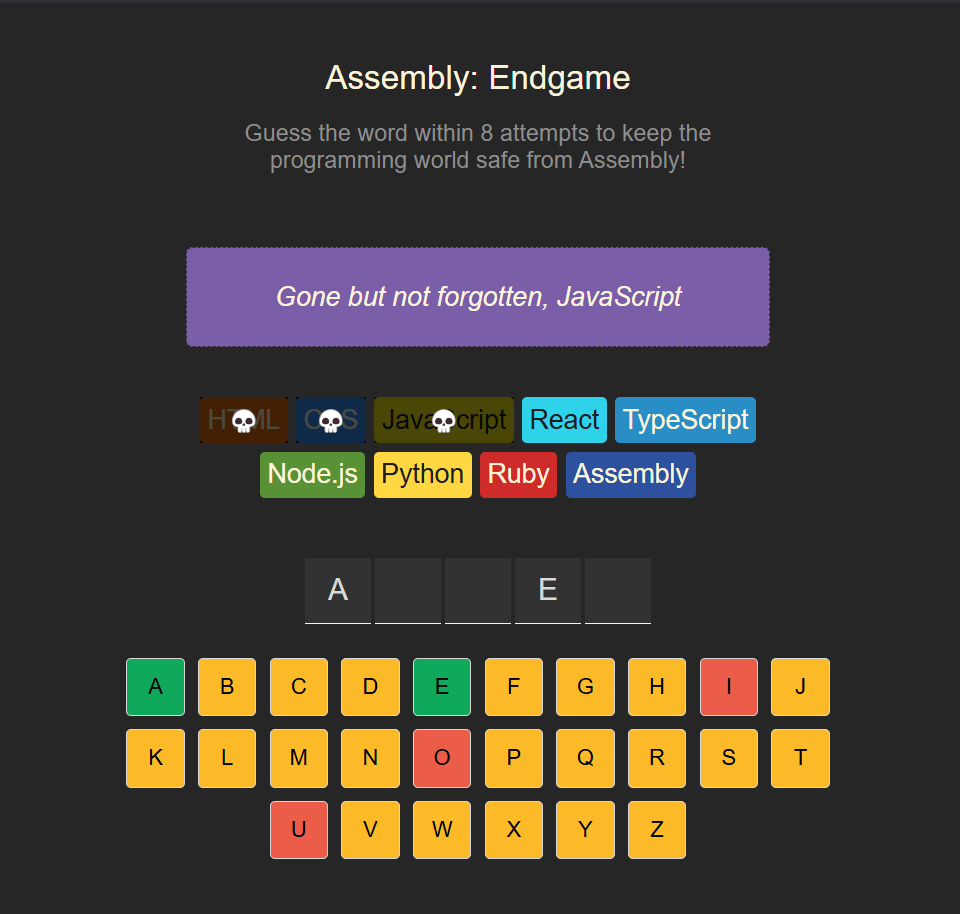 Assembly: Endgame
Guess the word within 8 attempts to keep the
programming world safe from Assembly!
Gone but not forgotten, JavaScript
HTML CSS JavaScript React TypeScript
Node.js Python Ruby Assembly
A E
A B C D E F G H I J
K L M N O P Q R S T
U V W X Y Z